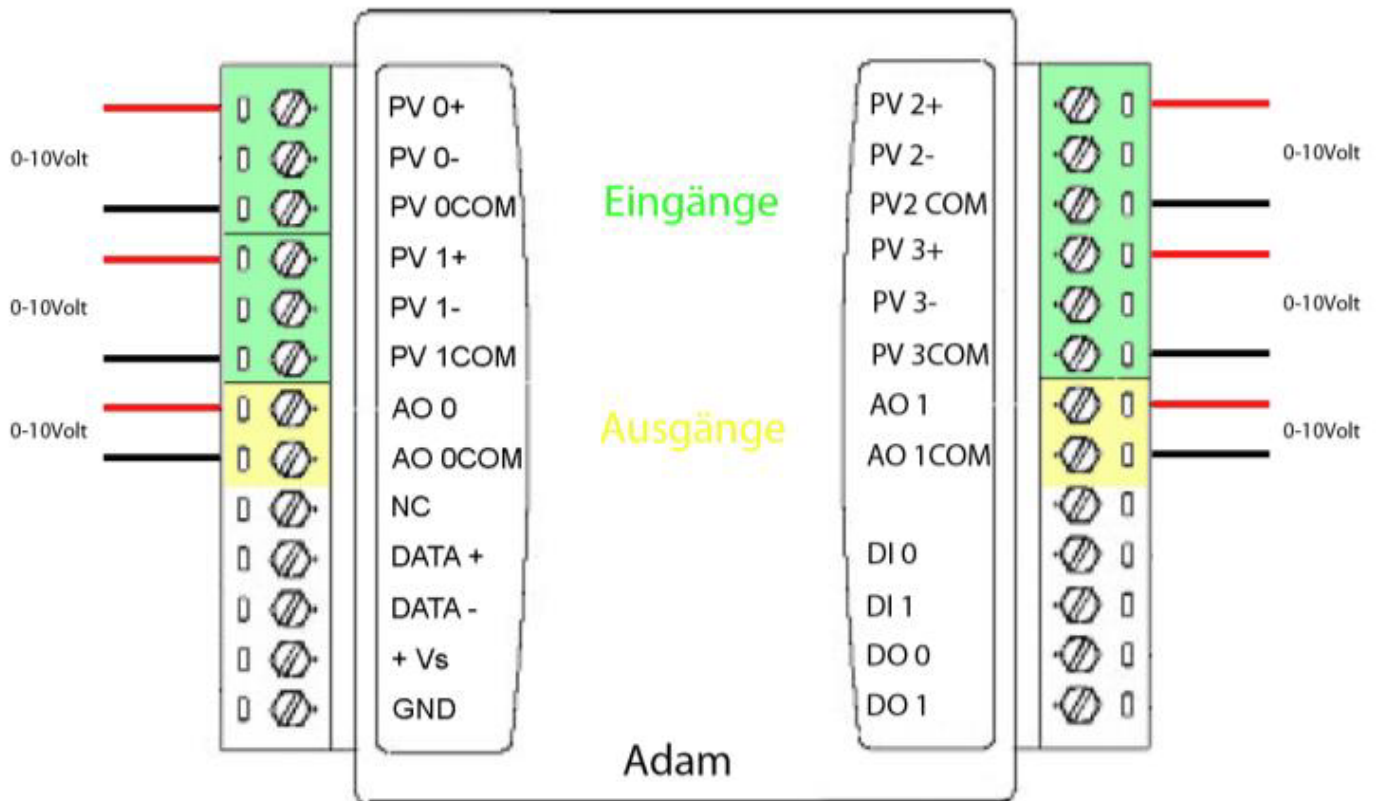 0-10Volt
0-10Volt
0-10Volt
PV 0+
PV 0-
PV 0COM
PV 1+
PV 1-
PV 1COM
AO 0
AO 0COM
NC
DATA +
DATA -
+ Vs
GND
Eingänge
Ausgänge
Adam
PV 2+
PV 2-
PV2 COM
PV 3+
PV 3-
PV 3COM
AO 1
AO 1COM
DI 0
DI 1
DO 0
DO 1
0-10Volt
0-10Volt
0-10Volt